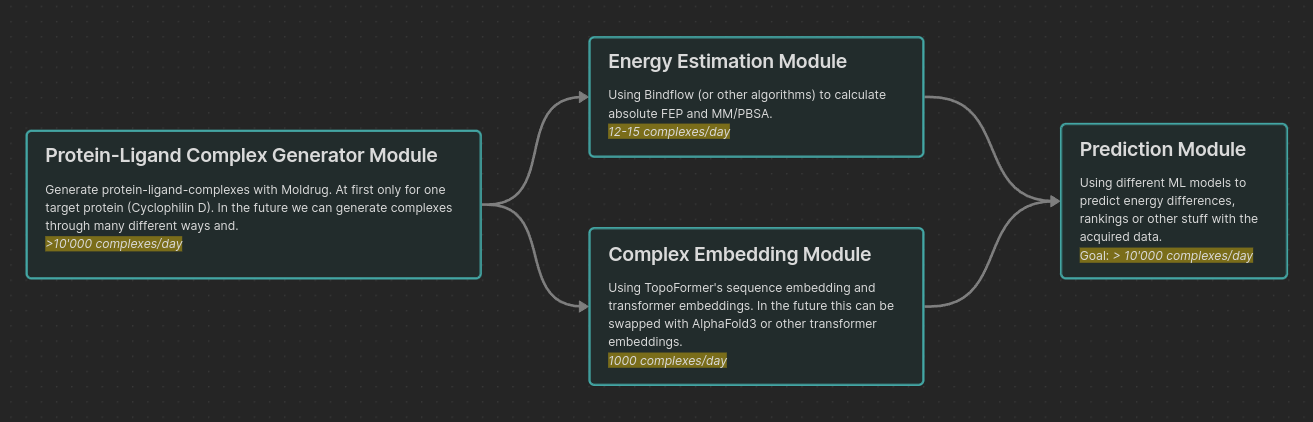 Protein-Ligand Complex Generator Module
Generate protein-ligand-complexes with Moldrug. At first only for one
target protein (Cyclophilin D). In the future we can generate complexes
through many different ways and.
>10'000 complexes/day
Energy Estimation Module
Using Bindflow (or other algorithms) to calculate
absolute FEP and MM/PBSA.
12-15 complexes/day
Complex Embedding Module
Using TopoFormer's sequence embedding and
transformer embeddings. In the future this can be
swapped with AlphaFold3 or other transformer
embeddings.
1000 complexes/day
Prediction Module
Using different ML models to
predict energy differences,
rankings or other stuff with the
acquired data.
Goal: > 10'000 complexes/day